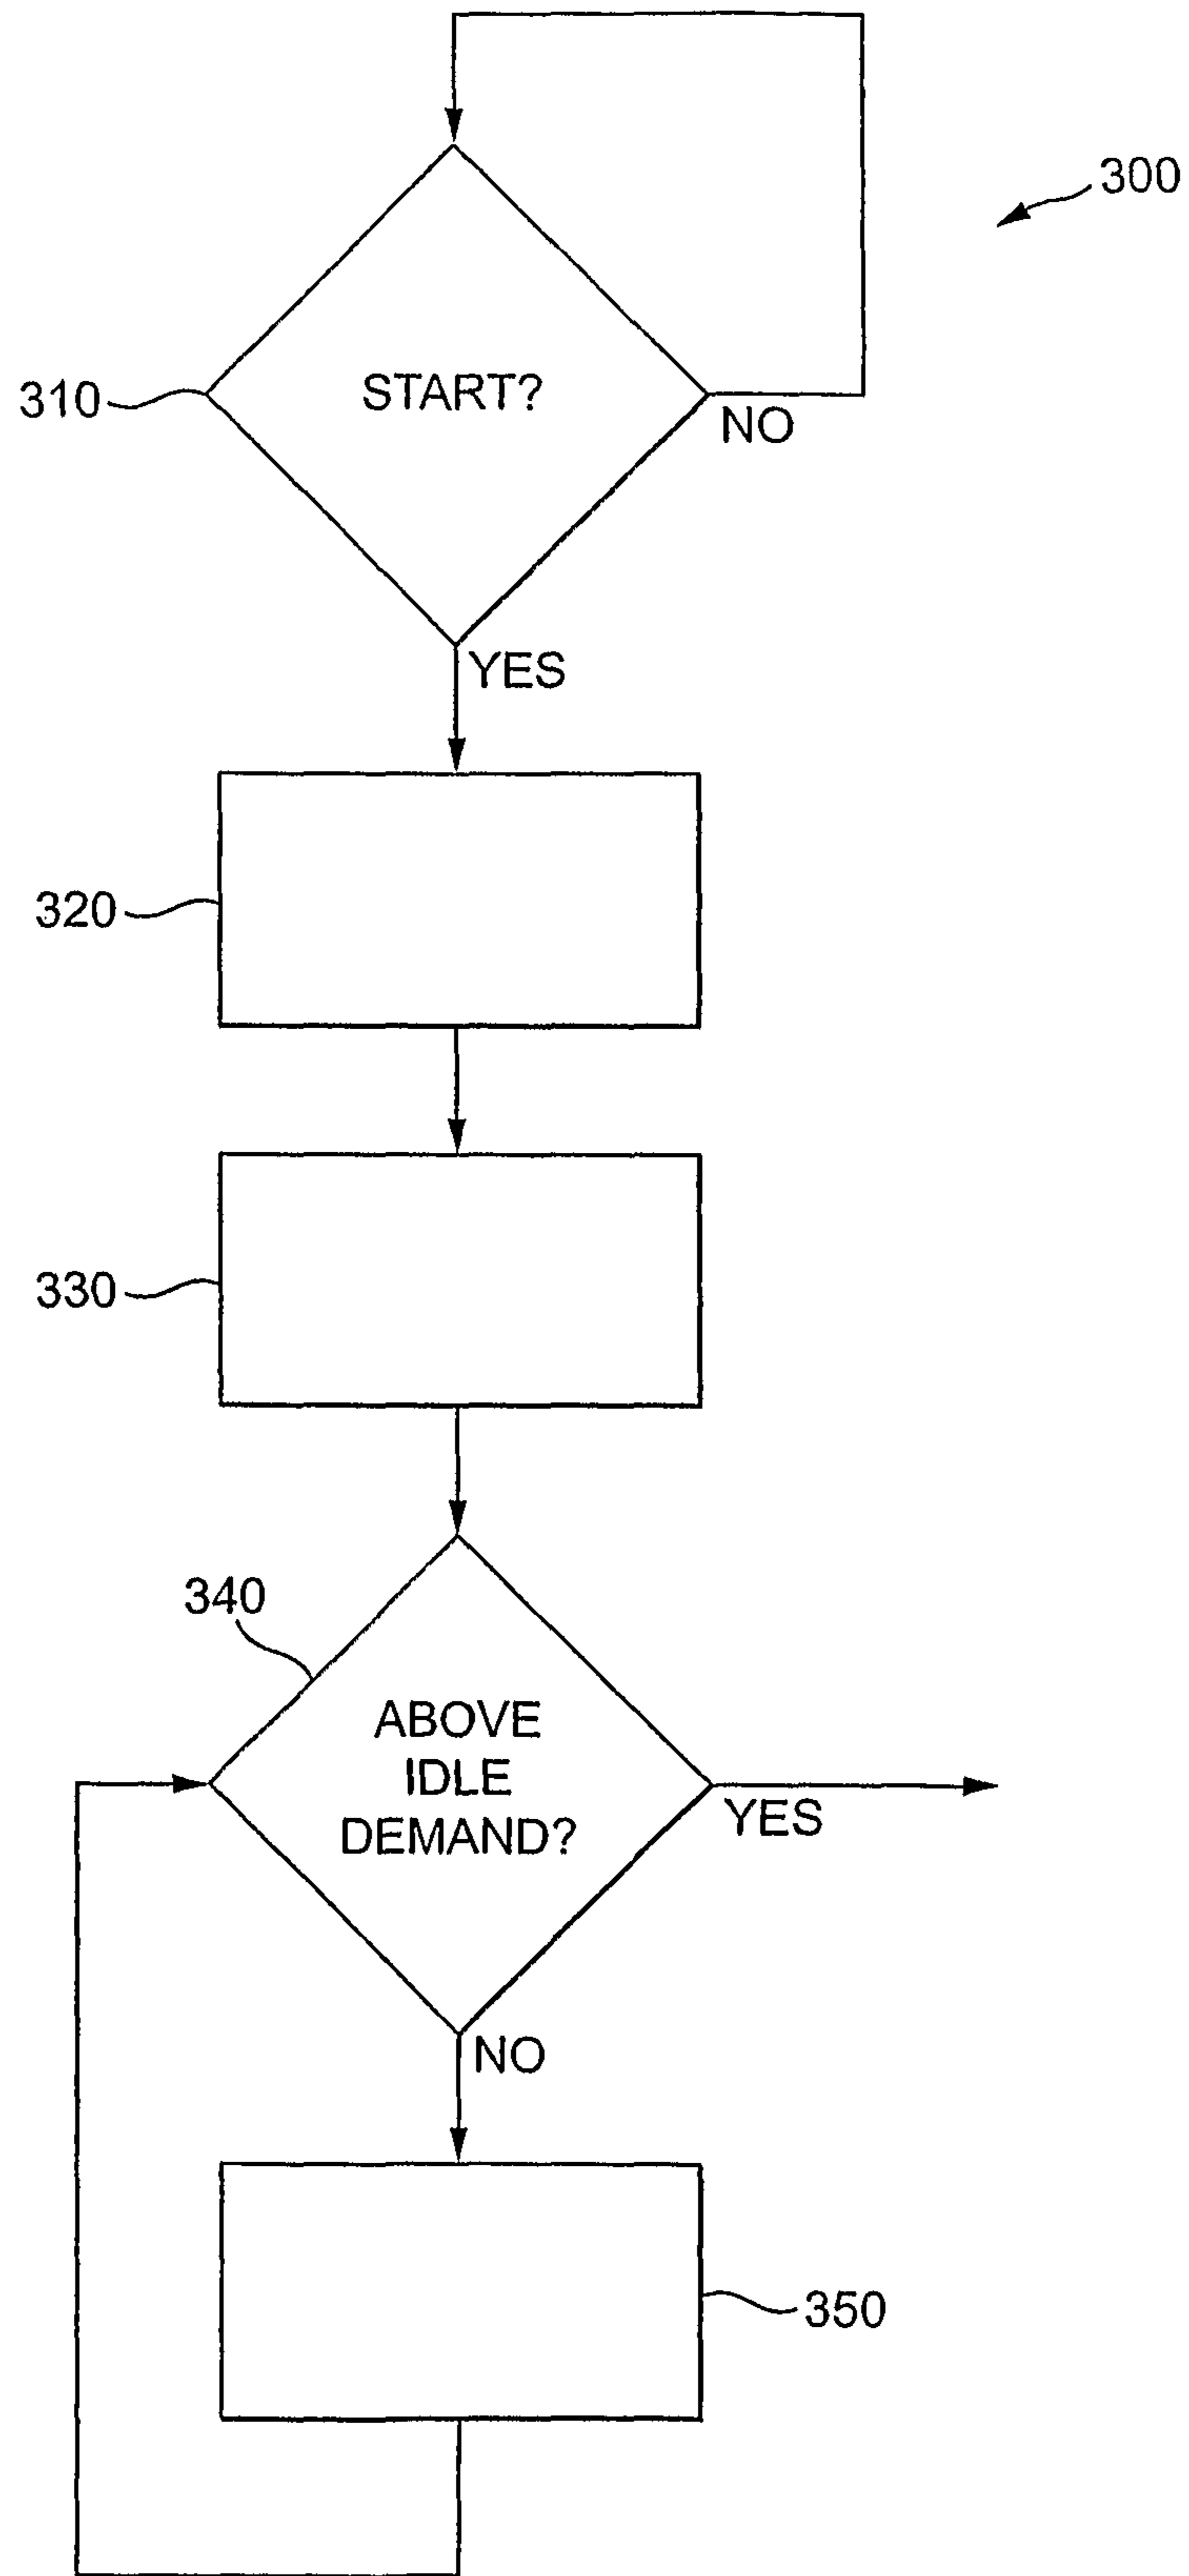 300
310
START?
NO
YES
320
330
340
ABOVE
IDLE
DEMAND?
YES
NO
350